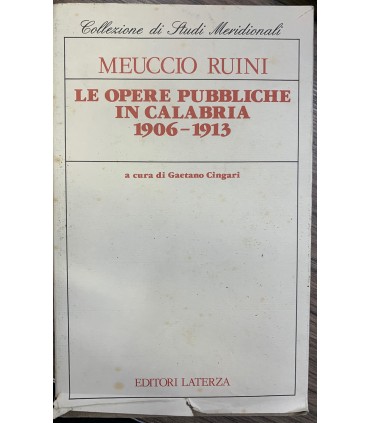 Collezione di Studi Meridionali
MEUCCIO RUINI
LE OPERE PUBBLICHE
IN CALABRIA
1906-1913
a cura di Gaetano Cingari
EDITORI LATERZA